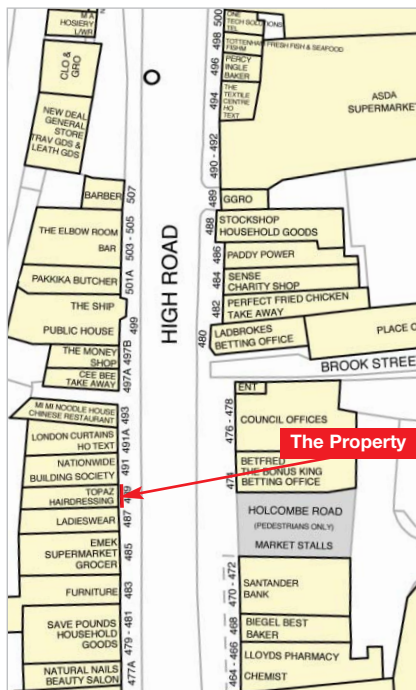 M A
HOSIERY
L/WR
CLO &
GRO
NEW DEAL
GENERAL
STORE
TRAV GDS &
LEATH GDS
BARBER
507
THE ELBOW ROOM
BAR
503 - 505
PAKKIKA BUTCHER
501A
THE SHIP
PUBLIC HOUSE
499
THE MONEY
SHOP
497B
CEE BEE
TAKE AWAY
497A
MI MI NOODLE HOUSE
CHINESE RESTAURANT
493
LONDON CURTAINS
HO TEXT
491A
NATIONWIDE
BUILDING SOCIETY
491
TOPAZ
HAIRDRESSING
LADIESWEAR
487
EMEK
SUPERMARKET
GROCER
485
FURNITURE
483
SAVE POUNDS
HOUSEHOLD
GOODS
479 - 481
NATURAL NAILS
BEAUTY SALON
477A
HIGH ROAD
500
ONE
TECH SOLUTIONS
TEL
498
TOTTENHAM FRESH FISH & SEAFOOD
FISHM
496
PERCY
INGLE
BAKER
494
THE
TEXTILE
CENTRE
HO
TEXT
490 - 492
ASDA
SUPERMARKET
489
GGRO
488
STOCKSHOP
HOUSEHOLD GOODS
486
PADDY POWER
484
SENSE
CHARITY SHOP
482
PERFECT FRIED CHICKEN
TAKE AWAY
480
LADBROKES
BETTING OFFICE
PLACE O
BROOK STREE
ENT
476 - 478
COUNCIL OFFICES
The Property
BETFRED
THE BONUS KING
BETTING OFFICE
HOLCOMBE ROAD
(PEDESTRIANS ONLY)
MARKET STALLS
470 - 472
SANTANDER
BANK
468
BIEGEL BEST
BAKER
464 - 466
LLOYDS PHARMACY
CHEMIST